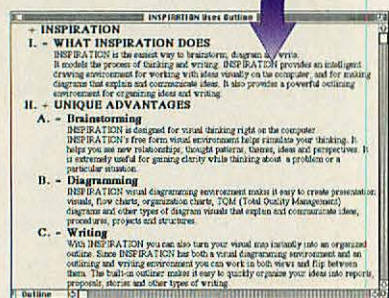 INSPIRATION Uses Outline
+ INSPIRATION
I. - WHAT INSPIRATION DOES
INSPIRATION is the easiest way to brainstorm, diagram write.
It models the process of thinking and writing. INSPIRATION provides an intelligent
drawing environment for working with ideas visually on the computer, and for making
diagrams that explain and communicate ideas. It also provides a powerful outlining
environment for organizing ideas and writing.
II. + UNIQUE ADVANTAGES
A. - Brainstorming
INSPIRATION is designed for visual thinking right on the computer
INSPIRATION's free form visual environment helps stimulate your thinking. It
helps you see new relationships, thought patterns, themes, ideas and perspectives. It
is extremely useful for gaining clarity while thinking about a problem or a
particular situation.
B. - Diagramming
INSPIRATION visual diagramming environment makes it easy to create presentation
visuals, flow charts, organization charts, TQM (Total Quality Management)
diagrams and other types of diagram visuals that explain and communicate ideas,
procedures, projects and structures.
C. - Writing
With INSPIRATION you can also turn your visual map instantly into an organized
outline. Since INSPIRATION has both a visual diagramming environment and an
outlining and writing environment you can work in both views and flip between
them. The built-in outliner makes it easy to quickly organize your ideas into reports,
proposals, stories and other types of writing.
Outline